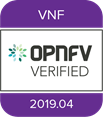 VNF
OPNFV
VERIFIED
2019.04